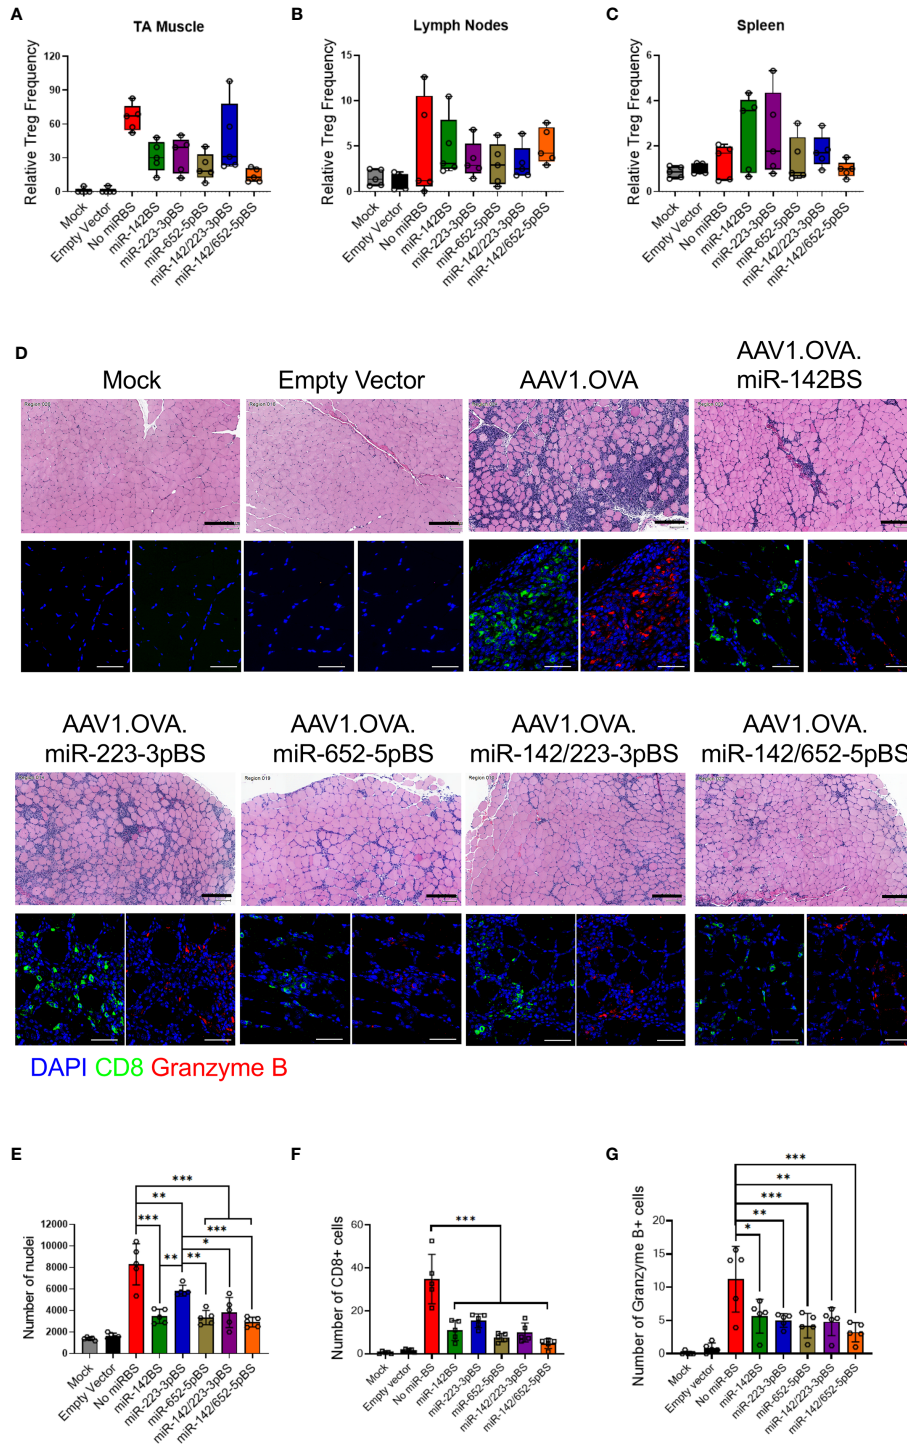 A
TA Muscle
Relative Treg Frequency
120
90
60
30
0
Mock
Empty Vector
No miRBS
miR-142BS
miR-223-3pBS
miR-652-5pBS
miR-142/223-3pBS
miR-142/652-5pBS
B
Lymph Nodes
Relative Treg Frequency
15
10
5
0
Mock
Empty Vector
No miRBS
miR-142BS
miR-223-3pBS
miR-652-5pBS
miR-142/223-3pBS
miR-142/652-5pBS
C
Spleen
Relative Treg Frequency
6
4
2
0
Mock
Empty Vector
No miRBS
miR-142BS
miR-223-3pBS
miR-652-5pBS
miR-142/223-3pBS
miR-142/652-5pBS
D
Mock
Empty Vector
AAV1.OVA
AAV1.OVA.
miR-142BS
AAV1.OVA.
miR-223-3pBS
AAV1.OVA.
miR-652-5pBS
AAV1.OVA.
miR-142/223-3pBS
AAV1.OVA.
miR-142/652-5pBS
DAPI CD8 Granzyme B
E
Number of nuclei
12000
10000
8000
6000
4000
2000
0
***
**
***
***
*
**
**
Mock
Empty Vector
No miRBS
miR-142BS
miR-223-3pBS
miR-652-5pBS
miR-142/223-3pBS
miR-142/652-5pBS
F
Number of CD8+ cells
60
40
20
0
***
Mock
Empty vector
No miR-BS
miR-142BS
miR-223-3pBS
miR-652-5pBS
miR-142/223-3pBS
miR-142/652-5pBS
G
Number of Granzyme B+ cells
20
15
10
5
0
***
**
***
**
*
Mock
Empty vector
No miR-BS
miR-142BS
miR-223-3pBS
miR-652-5pBS
miR-142/223-3pBS
miR-142/652-5pBS